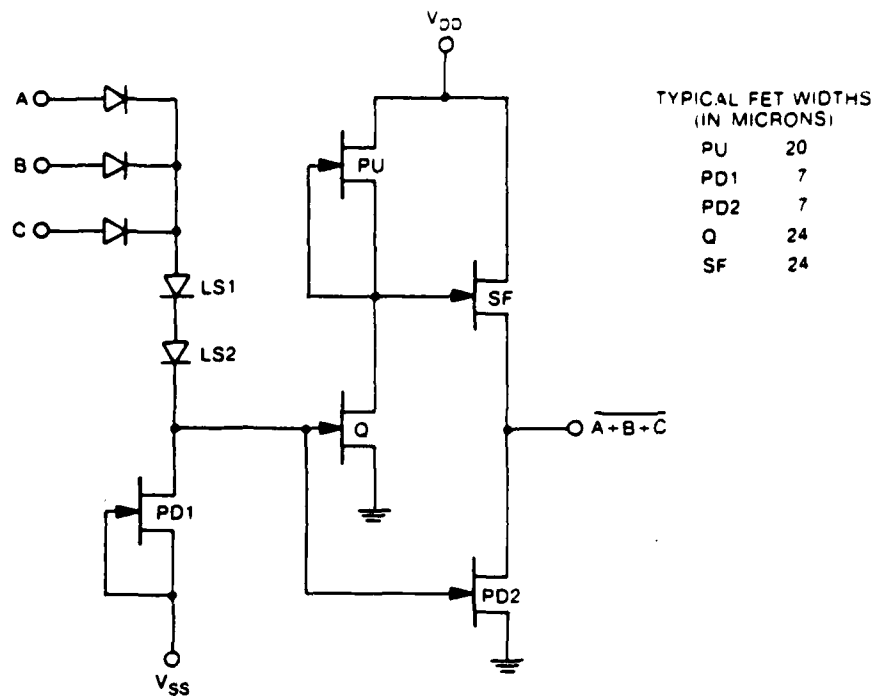 VDD
A
B
C
LS1
LS2
PU
SF
Q
PD1
PD2
VSS
A+B+C
TYPICAL FET WIDTHS
(IN MICRONS)
PU 20
PD1 7
PD2 7
Q 24
SF 24